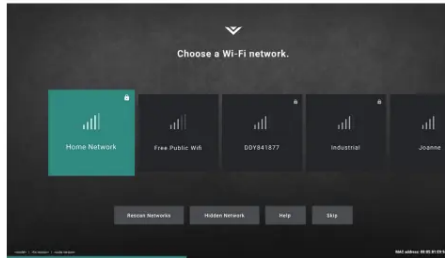 Choose a Wi-Fi network.
Home Network
Free Public Wifi
DDY841877
Industrial
Joanne
Rescan Networks
Hidden Network
Help
Skip